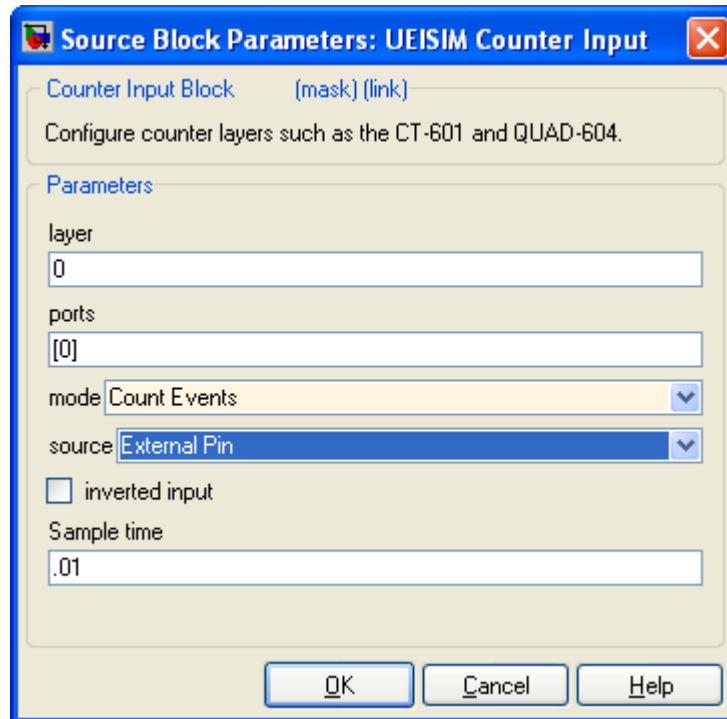 Source Block Parameters: UEISIM Counter Input
Counter Input Block (mask) (link)
Configure counter layers such as the CT-601 and QUAD-604.
Parameters
layer
0
ports
[0]
mode Count Events
source External Pin
inverted input
Sample time
.01
OK Cancel Help